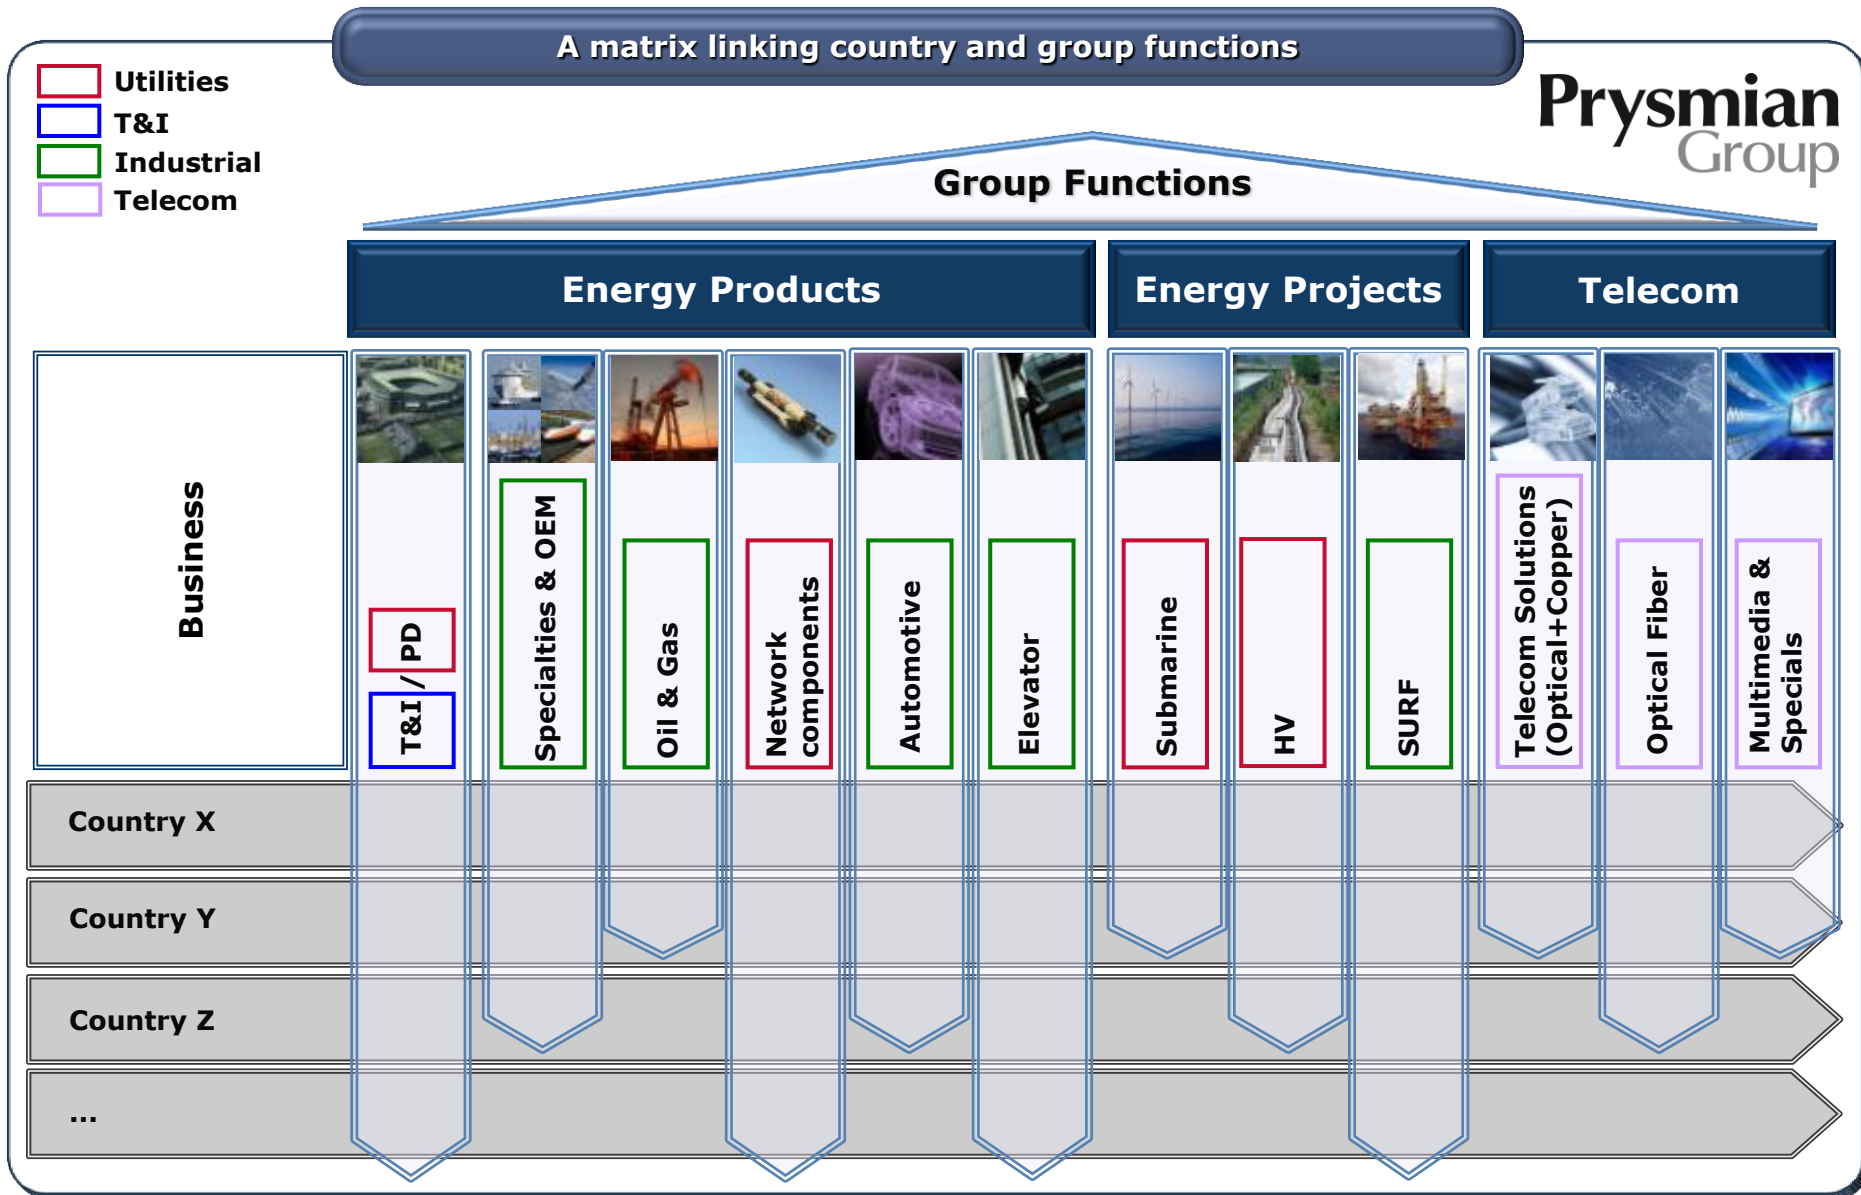 A matrix linking country and group functions
Utilities
T&I
Industrial
Telecom
Prysmian
Group
Group Functions
Energy Products
Energy Projects
Telecom
Business
T&I / PD
Specialties & OEM
Oil & Gas
Network
components
Automotive
Elevator
Submarine
HV
SURF
Telecom Solutions
(Optical+Copper)
Optical Fiber
Multimedia &
Specials
Country X
Country Y
Country Z
...